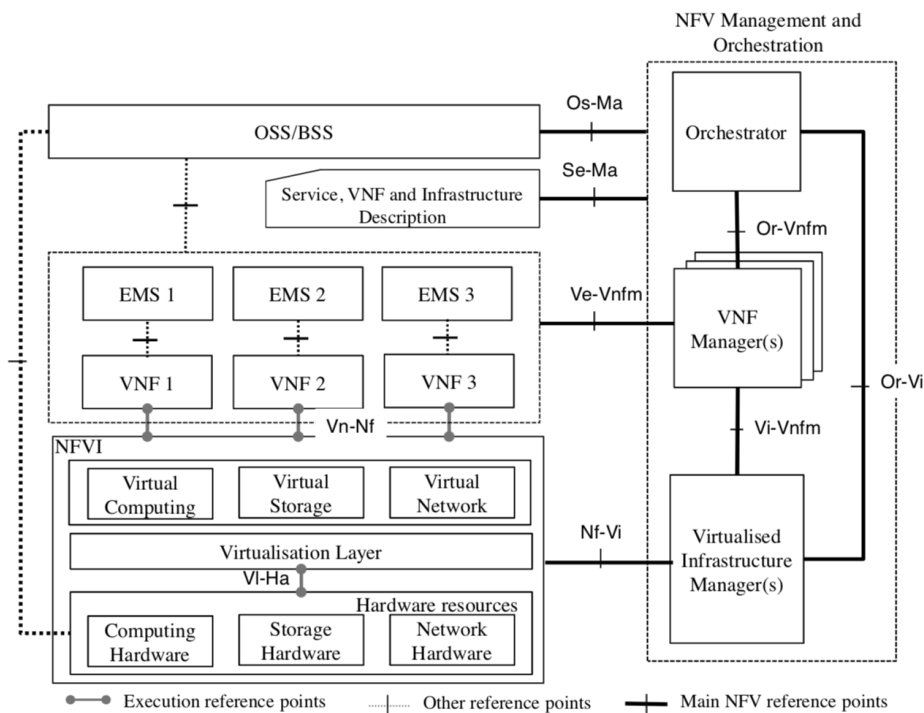 NFV Management and
Orchestration
OSS/BSS
Os-Ma
Orchestrator
Se-Ma
Service, VNF and Infrastructure
Description
Or-Vnfm
EMS 1
EMS 2
EMS 3
Ve-Vnfm
VNF
Manager(s)
VNF 1
VNF 2
VNF 3
Or-Vi
Vn-Nf
Vi-Vnfm
NFVI
Virtual
Computing
Virtual
Storage
Virtual
Network
Nf-Vi
Virtualised
Infrastructure
Manager(s)
Virtualisation Layer
Vl-Ha
Hardware resources
Computing
Hardware
Storage
Hardware
Network
Hardware
Execution reference points
Other reference points
Main NFV reference points